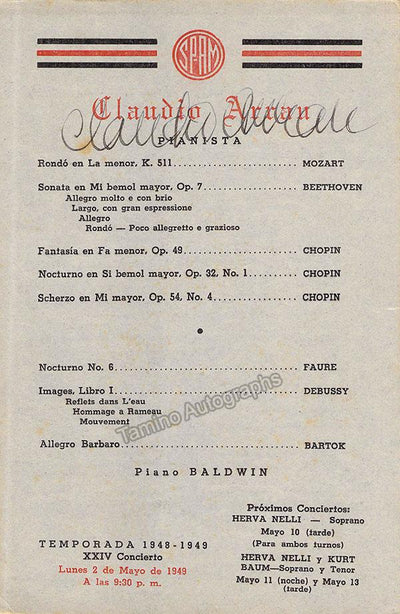 SPAM
Claudio Arrau
Claudio Arrau
PIANISTA
Rondó en La menor, K. 511 MOZART
Sonata en Mi bemol mayor, Op. 7 BEETHOVEN
Allegro molto e con brio
Largo, con gran espressione
Allegro
Rondó — Poco allegretto e grazioso
Fantasía en Fa menor, Op. 49 CHOPIN
Nocturno en Si bemol mayor, Op. 32, No. 1 CHOPIN
Scherzo en Mi mayor, Op. 54, No. 4 CHOPIN
Nocturno No. 6 FAURE
Images, Libro I DEBUSSY
Reflets dans L'eau
Hommage a Rameau
Mouvement
Tamino Autographs
Allegro Barbaro BARTOK
Piano BALDWIN
TEMPORADA 1948-1949
XXIV Concierto
Lunes 2 de Mayo de 1949
A las 9:30 p. m.
Próximos Conciertos:
HERVA NELLI — Soprano
Mayo 10 (tarde)
(Para ambos turnos)
HERVA NELLI y KURT
BAUM—Soprano y Tenor
Mayo 11 (noche) y Mayo 13
(tarde)